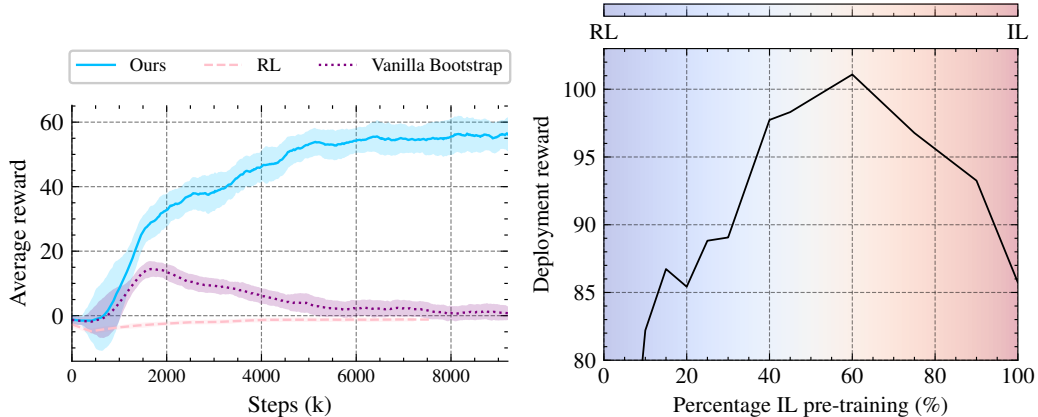 Ours RL Vanilla Bootstrap
60
40
20
0
Average reward
0 2000 4000 6000 8000
Steps (k)
RL IL
100
95
90
85
80
Deployment reward
0 20 40 60 80 100
Percentage IL pre-training (%)